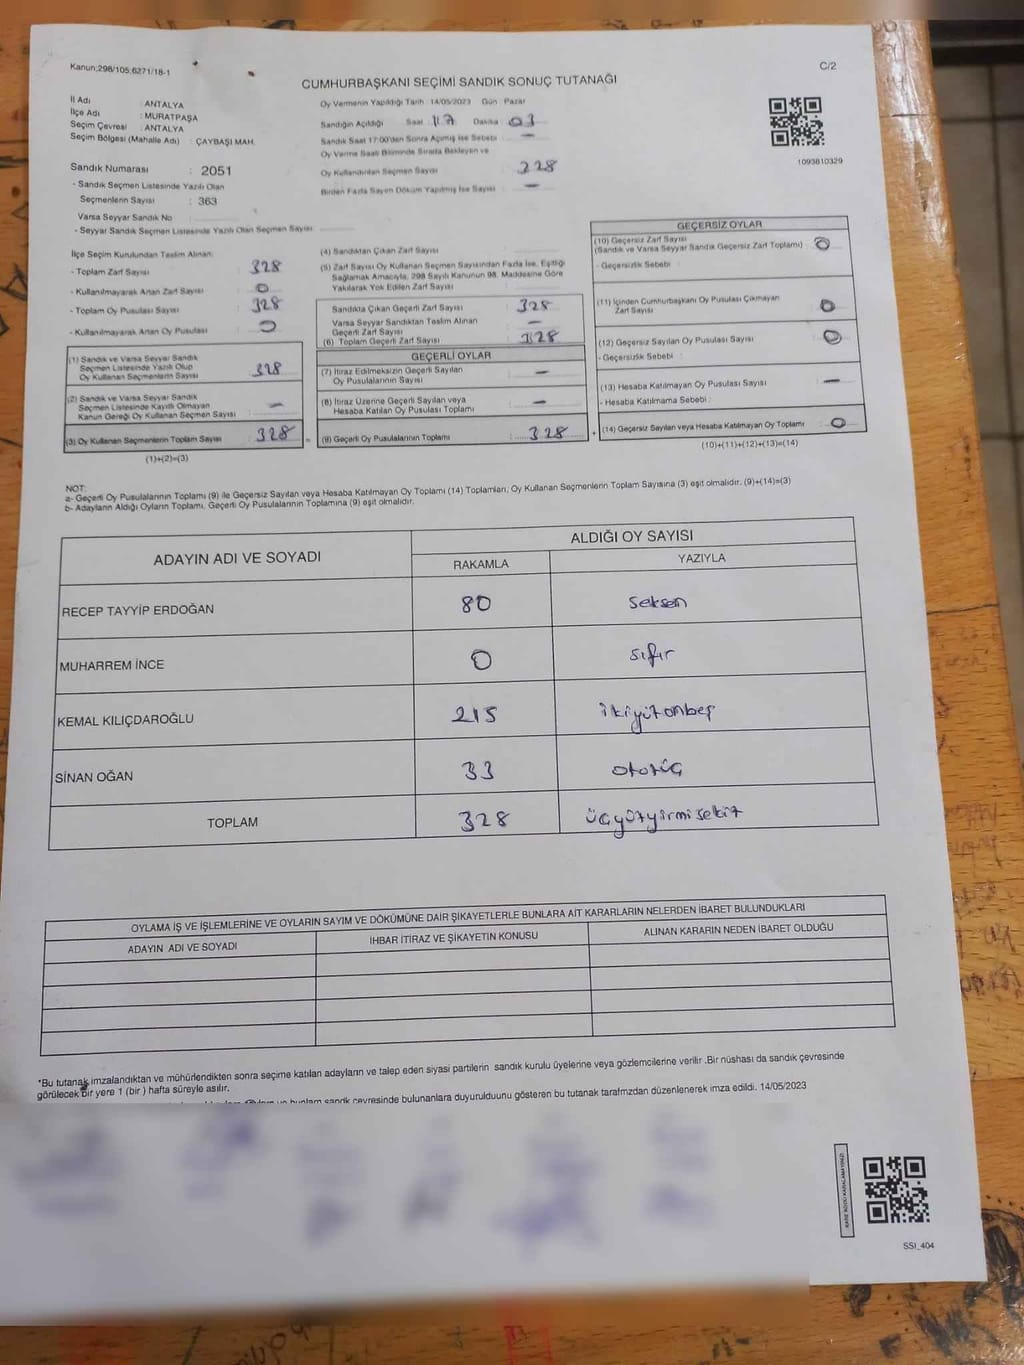 Kanun:298/105;6271/18-1
C/2
CUMHURBAŞKANI SEÇİMİ SANDIK SONUÇ TUTANAĞI
İl Adı : ANTALYA
İlçe Adı : MURATPAŞA
Seçim Çevresi : ANTALYA
Seçim Bölgesi (Mahalle Adı) : ÇAYBAŞI MAH.
Oy Vermenin Yapıldığı Tarih 14/05/2023 Gün Pazar
Sandığın Açıldığı Saat 17 Dakika 03
Sandık Saat 17:00'den Sonra Açılmış İse Sebebi : —
Oy Verme Saati Bitiminde Sırada Bekleyen ve
Oy Kullandırılan Seçmen Sayısı : 328
Birden Fazla Sayım Döküm Yapılmış İse Sayısı : —
1093810329
Sandık Numarası : 2051
- Sandık Seçmen Listesinde Yazılı Olan
Seçmenlerin Sayısı : 363
Varsa Seyyar Sandık No
- Seyyar Sandık Seçmen Listesinde Yazılı Olan Seçmen Sayısı
İlçe Seçim Kurulundan Teslim Alınan:
- Toplam Zarf Sayısı : 328
- Kullanılmayarak Artan Zarf Sayısı : 0
- Toplam Oy Pusulası Sayısı : 328
- Kullanılmayarak Artan Oy Pusulası : 0
(1) Sandık ve Varsa Seyyar Sandık
Seçmen Listesinde Yazılı Olup
Oy Kullanan Seçmenlerin Sayısı : 328
(2) Sandık ve Varsa Seyyar Sandık
Seçmen Listesinde Kayıtlı Olmayan
Kanun Gereği Oy Kullanan Seçmen Sayısı : —
(3) Oy Kullanan Seçmenlerin Toplam Sayısı : 328
(1)+(2)=(3)
(4) Sandıktan Çıkan Zarf Sayısı
(5) Zarf Sayısı Oy Kullanan Seçmen Sayısından Fazla İse, Eşitliği
Sağlamak Amacıyla, 298 Sayılı Kanunun 98. Maddesine Göre
Yakılarak Yok Edilen Zarf Sayısı
Sandıkta Çıkan Geçerli Zarf Sayısı : 328
Varsa Seyyar Sandıktan Teslim Alınan
Geçerli Zarf Sayısı : —
(6) Toplam Geçerli Zarf Sayısı : 328
GEÇERLİ OYLAR
(7) İtiraz Edilmeksizin Geçerli Sayılan
Oy Pusulalarının Sayısı : —
(8) İtiraz Üzerine Geçerli Sayılan veya
Hesaba Katılan Oy Pusulası Toplamı : —
=
(9) Geçerli Oy Pusulalarının Toplamı : 328
+
GEÇERSİZ OYLAR
(10) Geçersiz Zarf Sayısı
(Sandık ve Varsa Seyyar Sandık Geçersiz Zarf Toplamı) : 0
- Geçersizlik Sebebi :
(11) İçinden Cumhurbaşkanı Oy Pusulası Çıkmayan
Zarf Sayısı : 0
(12) Geçersiz Sayılan Oy Pusulası Sayısı : 0
- Geçersizlik Sebebi :
(13) Hesaba Katılmayan Oy Pusulası Sayısı : —
- Hesaba Katılmama Sebebi :
(14) Geçersiz Sayılan veya Hesaba Katılmayan Oy Toplamı : 0
(10)+(11)+(12)+(13)=(14)
NOT:
a- Geçerli Oy Pusulalarının Toplamı (9) ile Geçersiz Sayılan veya Hesaba Katılmayan Oy Toplamı (14) Toplamları, Oy Kullanan Seçmenlerin Toplam Sayısına (3) eşit olmalıdır. (9)+(14)=(3)
b- Adayların Aldığı Oyların Toplamı, Geçerli Oy Pusulalarının Toplamına (9) eşit olmalıdır.
ADAYIN ADI VE SOYADI
ALDIĞI OY SAYISI
RAKAMLA YAZIYLA
RECEP TAYYİP ERDOĞAN 80 seksen
MUHARREM İNCE 0 sıfır
KEMAL KILIÇDAROĞLU 215 ikiyüzonbeş
SİNAN OĞAN 33 otozüç
TOPLAM 328 üçyüzyirmisekiz
OYLAMA İŞ VE İŞLEMLERİNE VE OYLARIN SAYIM VE DÖKÜMÜNE DAİR ŞİKAYETLERLE BUNLARA AİT KARARLARIN NELERDEN İBARET BULUNDUKLARI
ADAYIN ADI VE SOYADI İHBAR İTİRAZ VE ŞİKAYETİN KONUSU ALINAN KARARIN NEDEN İBARET OLDUĞU
*Bu tutanak imzalandıktan ve mühürlendikten sonra seçime katılan adayların ve talep eden siyasi partilerin sandık kurulu üyelerine veya gözlemcilerine verilir .Bir nüshası da sandık çevresinde
görülecek bir yere 1 (bir ) hafta süreyle asılır.
sandık çevresinde bulunanlara duyurulduunu gösteren bu tutanak tarafımızdan düzenlenerek imza edildi. 14/05/2023
SSI_404